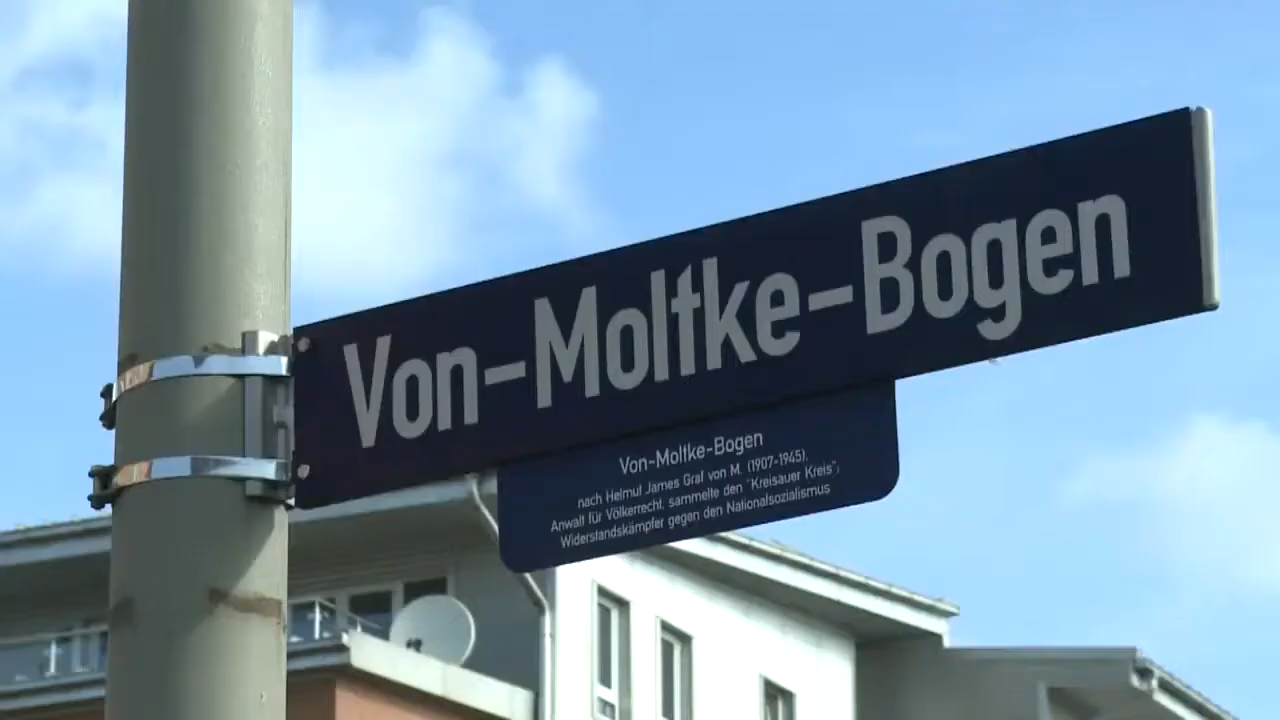 Von-Moltke-Bogen
Von-Moltke-Bogen
nach Helmut James Graf von M. (1907-1945),
Anwalt für Völkerrecht, sammelte den "Kreisauer Kreis",
Widerstandskämpfer gegen den Nationalsozialismus